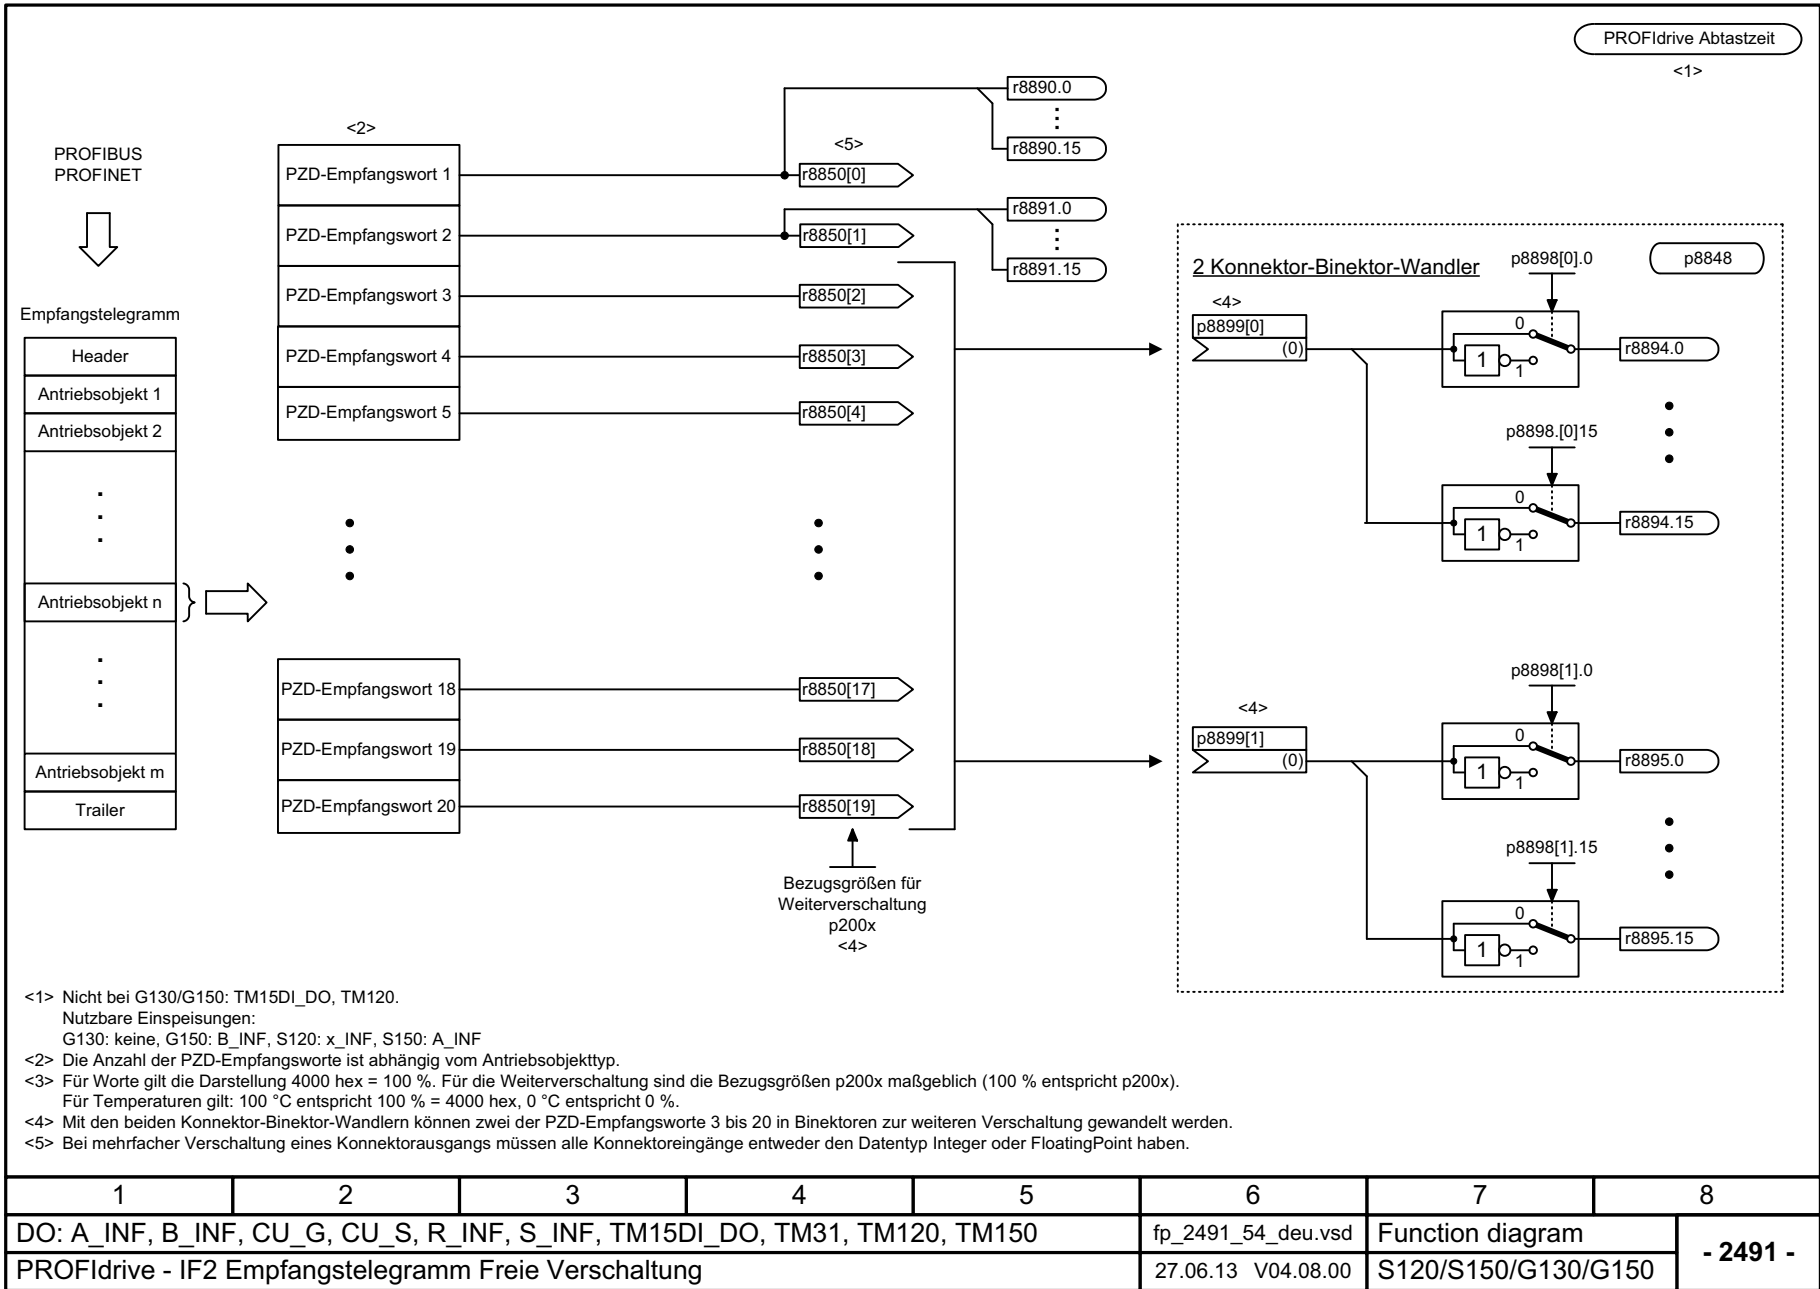 PROFIdrive Abtastzeit
<1>
PROFIBUS
PROFINET
Empfangstelegramm
Header
Antriebsobjekt 1
Antriebsobjekt 2
Antriebsobjekt n
Antriebsobjekt m
Trailer
<2>
PZD-Empfangswort 1
PZD-Empfangswort 2
PZD-Empfangswort 3
PZD-Empfangswort 4
PZD-Empfangswort 5
PZD-Empfangswort 18
PZD-Empfangswort 19
PZD-Empfangswort 20
<5>
r8850[0]
r8850[1]
r8850[2]
r8850[3]
r8850[4]
r8850[17]
r8850[18]
r8850[19]
Bezugsgrößen für
Weiterverschaltung
p200x
<4>
r8890.0
r8890.15
r8891.0
r8891.15
2 Konnektor-Binektor-Wandler
p8848
<4>
p8899[0]
(0)
p8898[0].0
0
1
1
r8894.0
p8898.[0]15
0
1
1
r8894.15
<4>
p8899[1]
(0)
p8898[1].0
0
1
1
r8895.0
p8898[1].15
0
1
1
r8895.15
<1> Nicht bei G130/G150: TM15DI_DO, TM120.
Nutzbare Einspeisungen:
G130: keine, G150: B_INF, S120: x_INF, S150: A_INF
<2> Die Anzahl der PZD-Empfangsworte ist abhängig vom Antriebsobjekttyp.
<3> Für Worte gilt die Darstellung 4000 hex = 100 %. Für die Weiterverschaltung sind die Bezugsgrößen p200x maßgeblich (100 % entspricht p200x).
Für Temperaturen gilt: 100 °C entspricht 100 % = 4000 hex, 0 °C entspricht 0 %.
<4> Mit den beiden Konnektor-Binektor-Wandlern können zwei der PZD-Empfangsworte 3 bis 20 in Binektoren zur weiteren Verschaltung gewandelt werden.
<5> Bei mehrfacher Verschaltung eines Konnektorausgangs müssen alle Konnektoreingänge entweder den Datentyp Integer oder FloatingPoint haben.
1 2 3 4 5 6 7 8
DO: A_INF, B_INF, CU_G, CU_S, R_INF, S_INF, TM15DI_DO, TM31, TM120, TM150
fp_2491_54_deu.vsd
Function diagram
- 2491 -
PROFIdrive - IF2 Empfangstelegramm Freie Verschaltung
27.06.13 V04.08.00
S120/S150/G130/G150